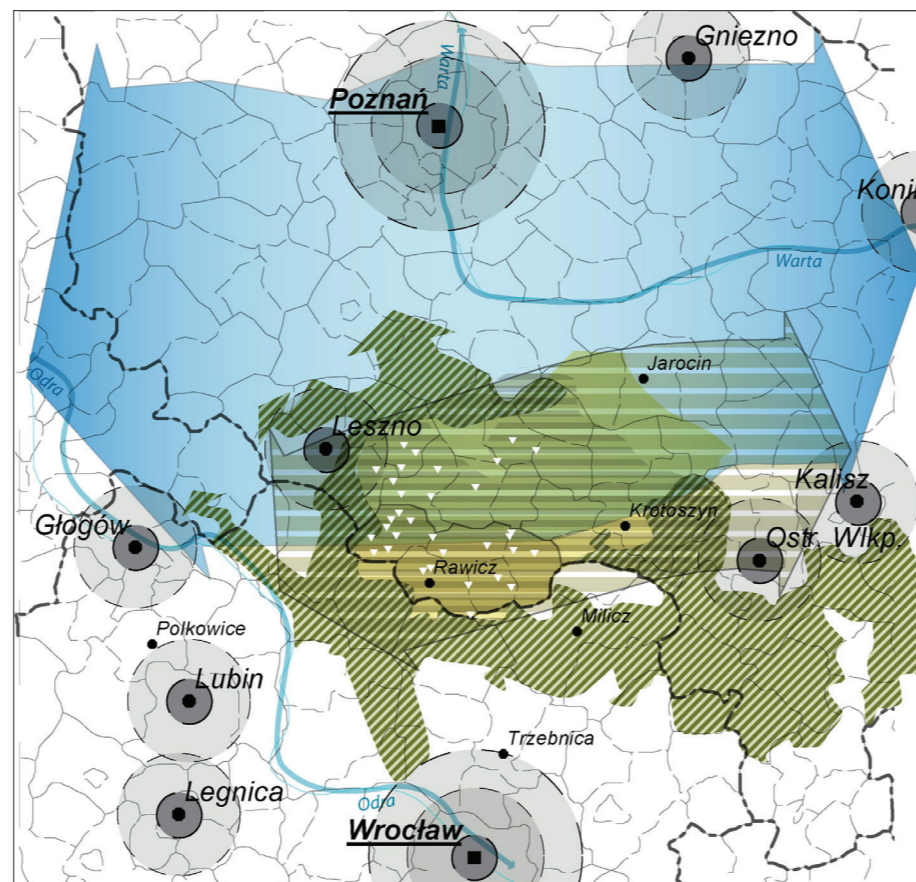 Gniezno
Warta
Poznań
Konin
Warta
Jarocin
Odra
Leszno
Kalisz
Krotoszyn
Głogów
Ostr. Wlkp.
Rawicz
Milicz
Polkowice
Lubin
Trzebnica
Legnica
Odra
Wrocław